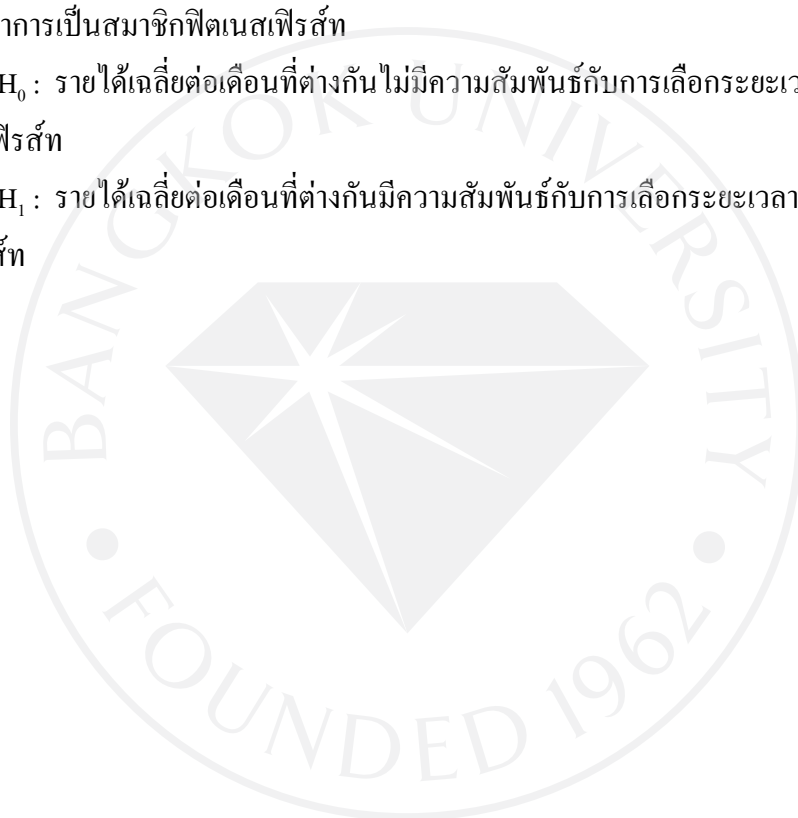 าการเป็นสมาชิกฟิตเนสเฟิรส์ท
H₀ : รายได้เฉลี่ยต่อเดือนที่ต่างกันไม่มีความสัมพันธ์กับการเลือกระยะเว
ฟิรส์ท
H₁ : รายได้เฉลี่ยต่อเดือนที่ต่างกันมีความสัมพันธ์กับการเลือกระยะเวลา
ส์ท
BANGKOK UNIVERSITY
FOUNDED 1962